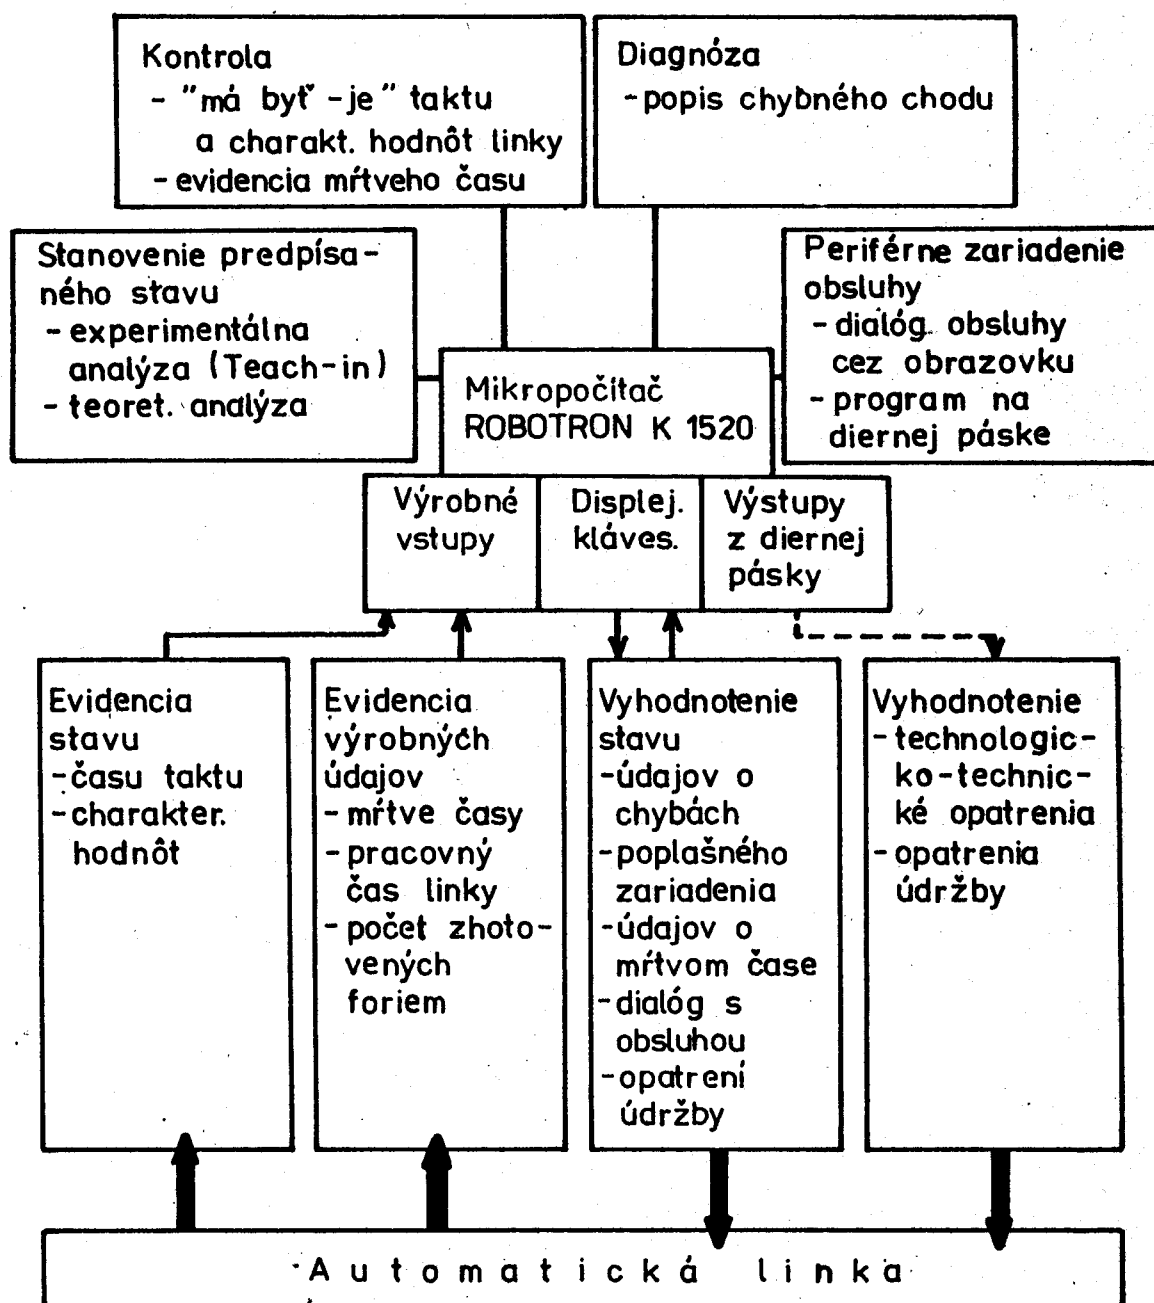 Kontrola
- "má byť -je" taktu
a charakt. hodnôt linky
- evidencia mŕtveho času
Diagnóza
- popis chybného chodu
Stanovenie predpísa-
ného stavu
- experimentálna
analýza (Teach-in)
- teoret. analýza
Periférne zariadenie
obsluhy
- dialóg obsluhy
cez obrazovku
- program na
diernej páske
Mikropočítač
ROBOTRON K 1520
Výrobné
vstupy
Displej.
kláves.
Výstupy
z diernej
pásky
Evidencia
stavu
- času taktu
- charakter.
hodnôt
Evidencia
výrobných
údajov
- mŕtve časy
- pracovný
čas linky
- počet zhoto-
vených
foriem
Vyhodnotenie
stavu
- údajov o
chybách
- poplašného
zariadenia
- údajov o
mŕtvom čase
- dialóg s
obsluhou
- opatrení
údržby
Vyhodnotenie
- technologic-
ko-technic-
ké opatrenia
- opatrenia
údržby
Automatická linka